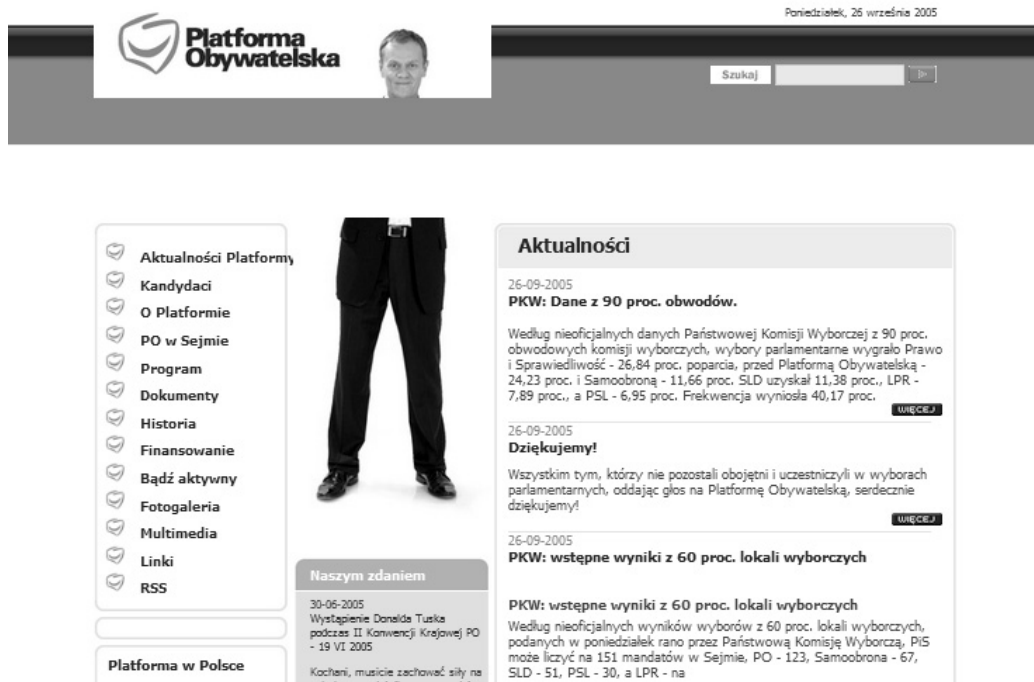 Poniedziałek, 26 września 2005
Platforma
Obywatelska
Szukaj
Aktualności Platformy
Kandydaci
O Platformie
PO w Sejmie
Program
Dokumenty
Historia
Finansowanie
Bądź aktywny
Fotogaleria
Multimedia
Linki
RSS
Platforma w Polsce
Naszym zdaniem
30-06-2005
Wystąpienie Donalda Tuska
podczas II Konwencji Krajowej PO
- 19 VI 2005
Kochani, musicie zachować siły na
Aktualności
26-09-2005
PKW: Dane z 90 proc. obwodów.
Według nieoficjalnych danych Państwowej Komisji Wyborczej z 90 proc.
obwodowych komisji wyborczych, wybory parlamentarne wygrało Prawo
i Sprawiedliwość - 26,84 proc. poparcia, przed Platformą Obywatelską -
24,23 proc. i Samoobroną - 11,66 proc. SLD uzyskał 11,38 proc., LPR -
7,89 proc., a PSL - 6,95 proc. Frekwencja wyniosła 40,17 proc.
WIĘCEJ
26-09-2005
Dziękujemy!
Wszystkim tym, którzy nie pozostali obojętni i uczestniczyli w wyborach
parlamentarnych, oddając głos na Platformę Obywatelską, serdecznie
dziękujemy!
WIĘCEJ
26-09-2005
PKW: wstępne wyniki z 60 proc. lokali wyborczych
PKW: wstępne wyniki z 60 proc. lokali wyborczych
Według nieoficjalnych wyników wyborów z 60 proc. lokali wyborczych,
podanych w poniedziałek rano przez Państwową Komisję Wyborczą, PiS
może liczyć na 151 mandatów w Sejmie, PO - 123, Samoobrona - 67,
SLD - 51, PSL - 30, a LPR - na